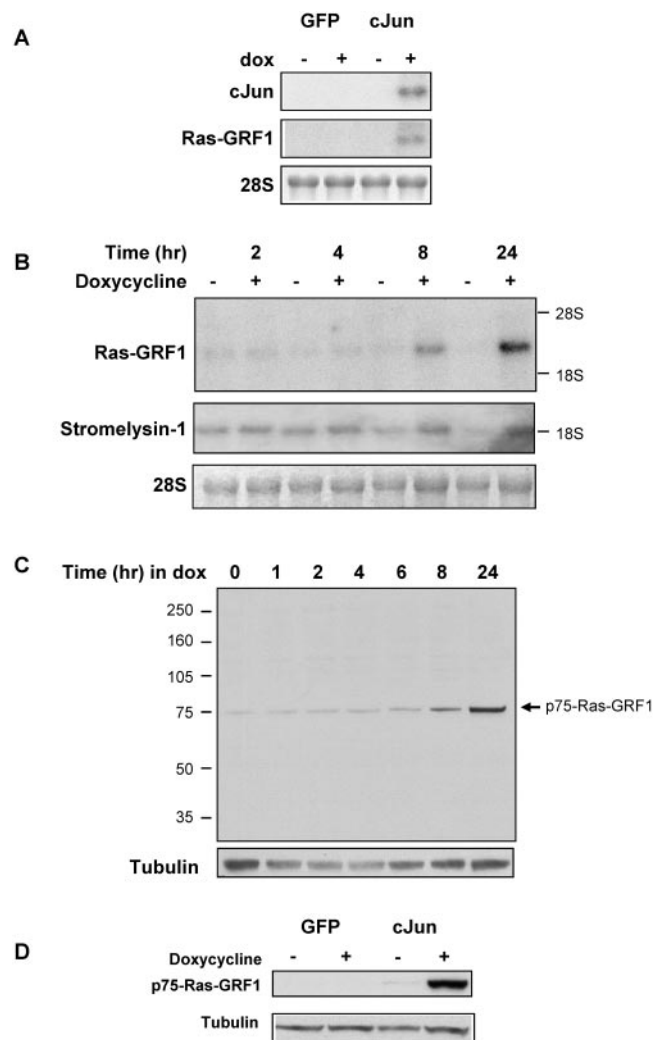 A
GFP cJun
dox - + - +
cJun
Ras-GRF1
28S
B
Time (hr) 2 4 8 24
Doxycycline - + - + - + - +
Ras-GRF1
28S
18S
Stromelysin-1
18S
28S
C
Time (hr) in dox 0 1 2 4 6 8 24
250
160
105
75
50
35
p75-Ras-GRF1
Tubulin
D
GFP cJun
Doxycycline - + - +
p75-Ras-GRF1
Tubulin